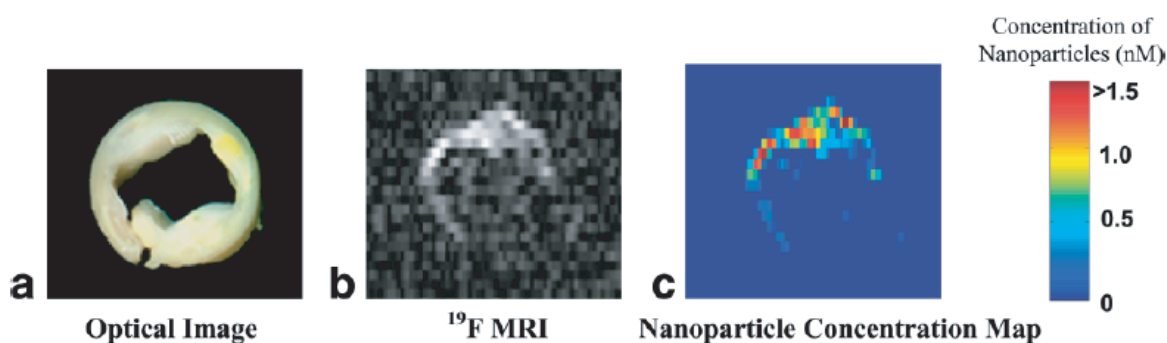 Concentration of
Nanoparticles (nM)
>1.5
1.0
0.5
0
a
b
c
Optical Image
¹⁹F MRI
Nanoparticle Concentration Map